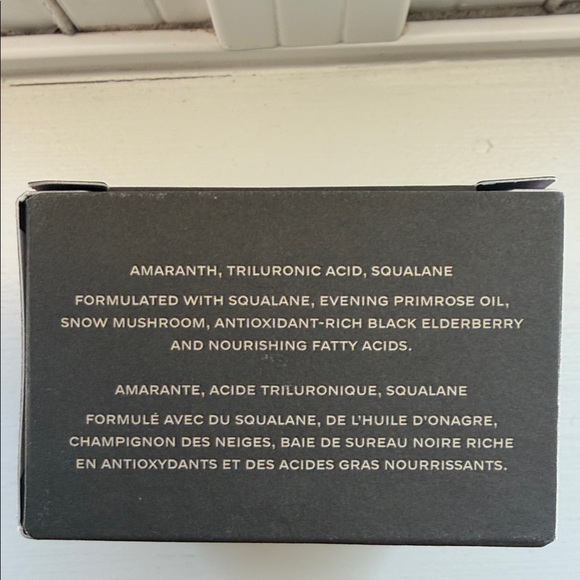 AMARANTH, TRILURONIC ACID, SQUALANE
FORMULATED WITH SQUALANE, EVENING PRIMROSE OIL,
SNOW MUSHROOM, ANTIOXIDANT-RICH BLACK ELDERBERRY
AND NOURISHING FATTY ACIDS.
AMARANTE, ACIDE TRILURONIQUE, SQUALANE
FORMULÉ AVEC DU SQUALANE, DE L'HUILE D'ONAGRE,
CHAMPIGNON DES NEIGES, BAIE DE SUREAU NOIRE RICHE
EN ANTIOXYDANTS ET DES ACIDES GRAS NOURRISSANTS.